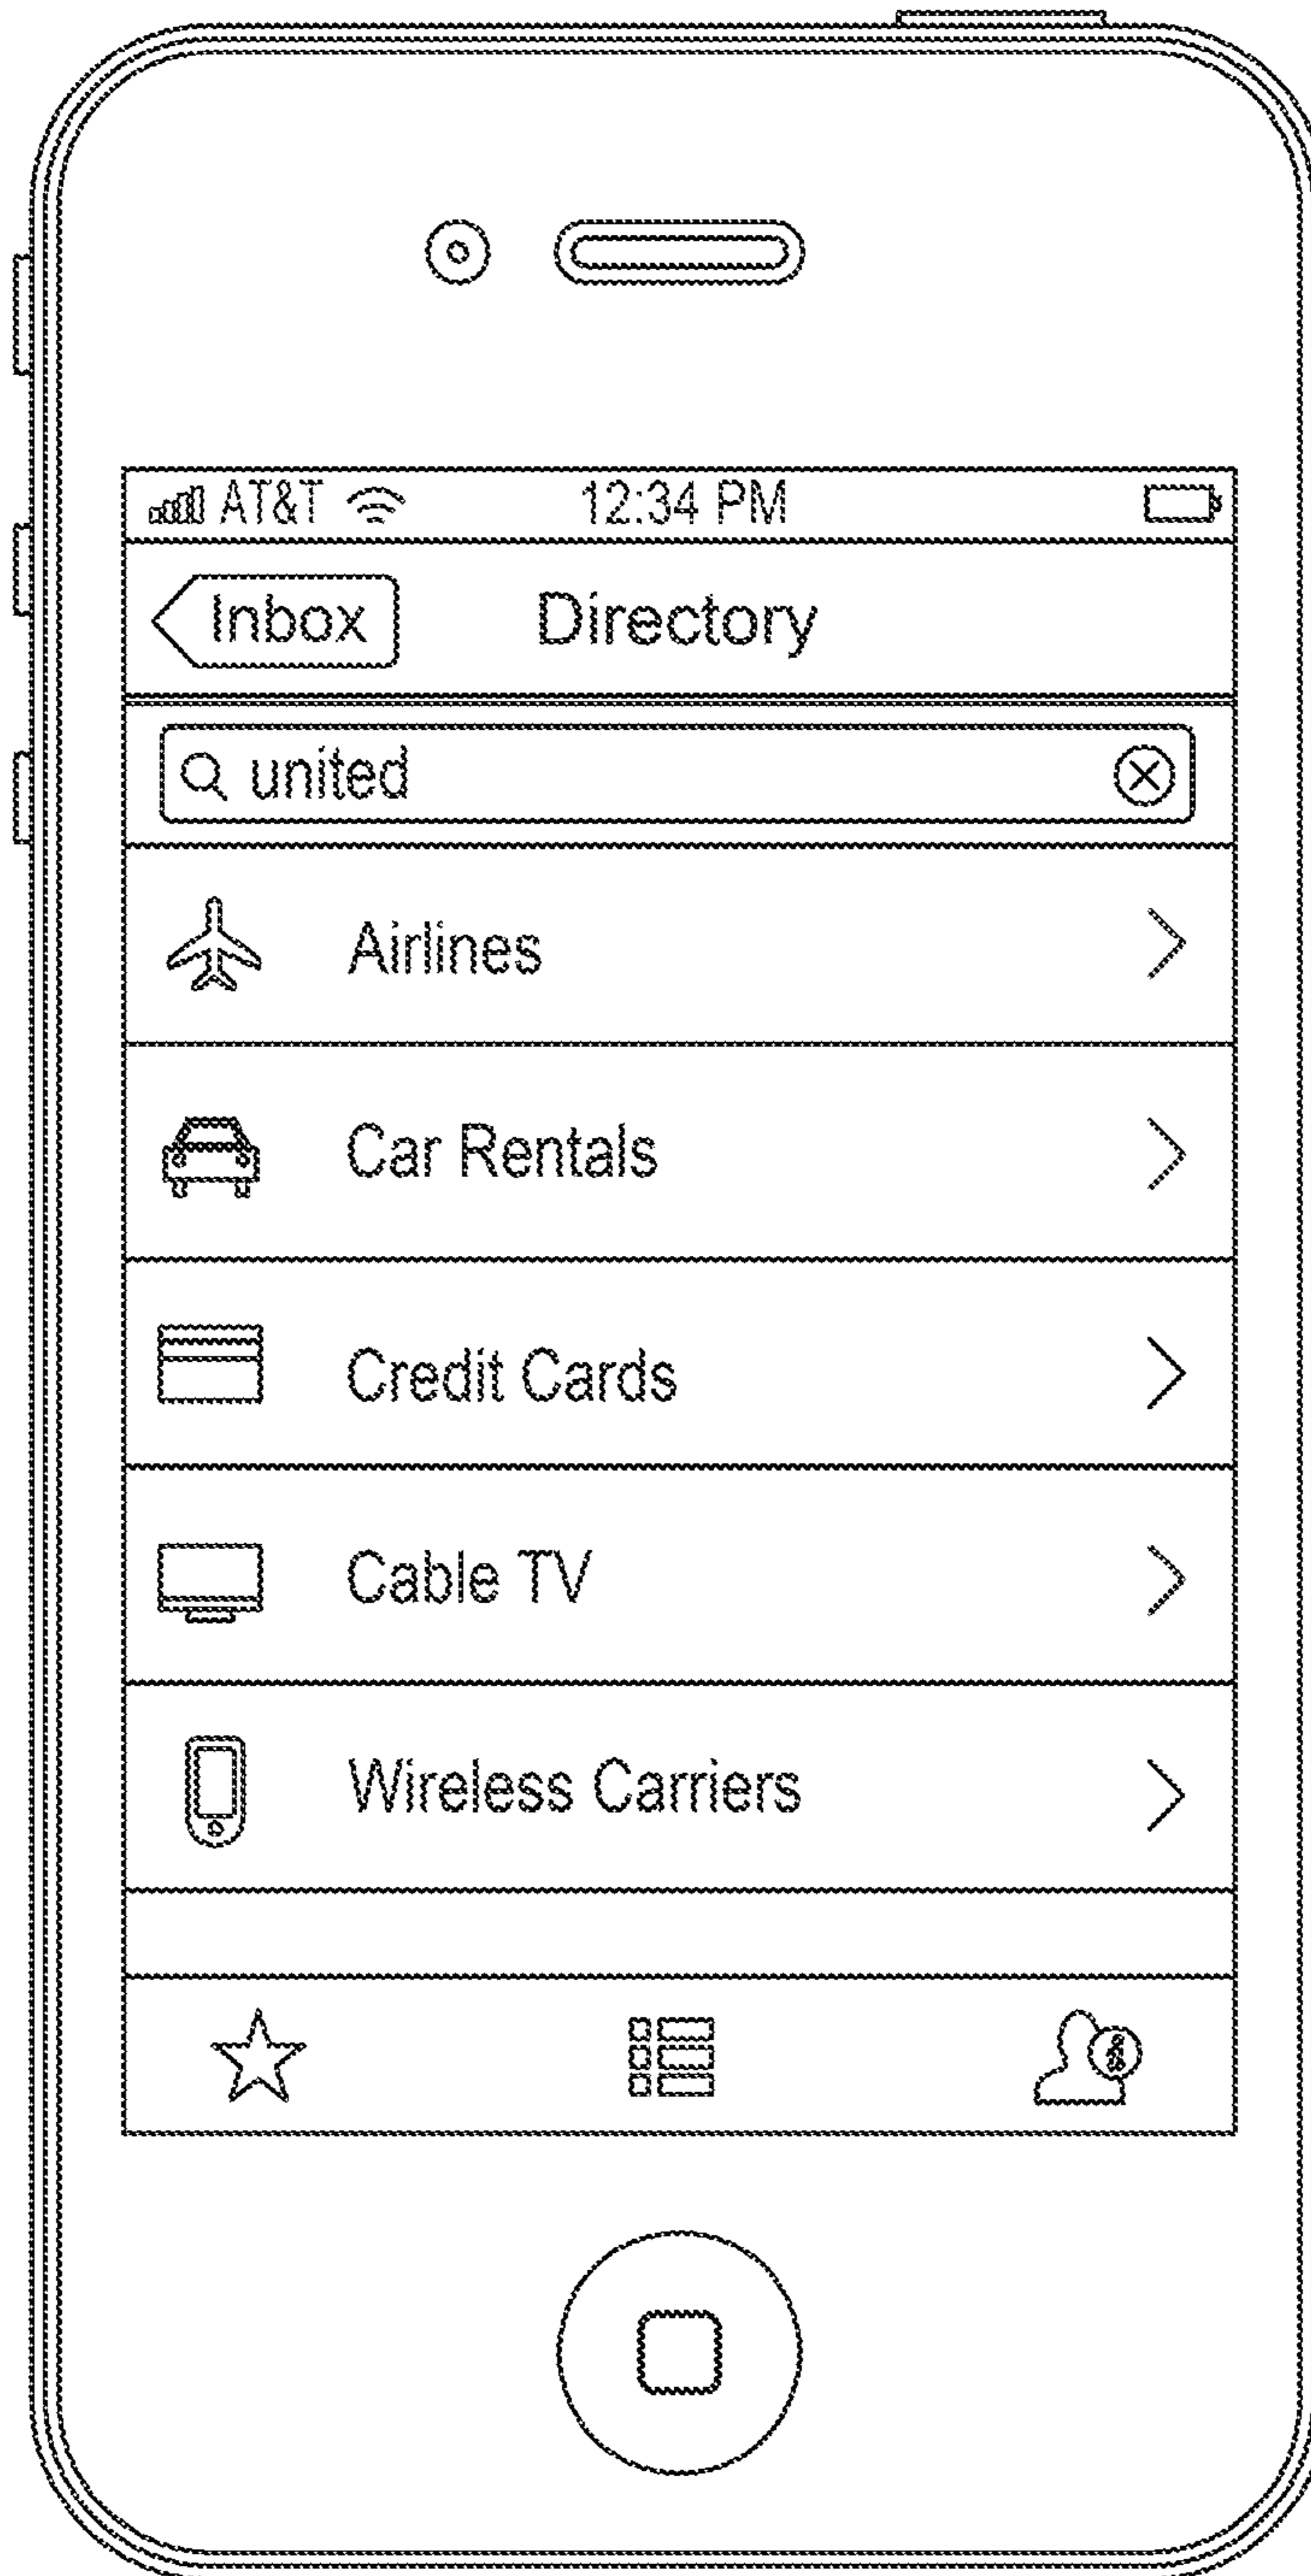 AT&T 12:34 PM
Inbox Directory
united
Airlines
Car Rentals
Credit Cards
Cable TV
Wireless Carriers